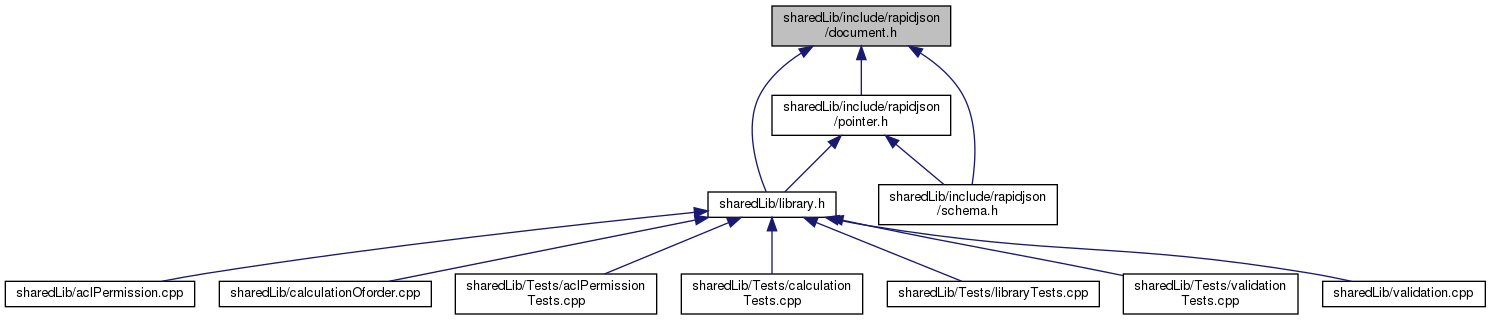 sharedLib/include/rapidjson
/document.h
sharedLib/include/rapidjson
/pointer.h
sharedLib/library.h
sharedLib/include/rapidjson
/schema.h
sharedLib/aclPermission.cpp
sharedLib/calculationOforder.cpp
sharedLib/Tests/aclPermission
Tests.cpp
sharedLib/Tests/calculation
Tests.cpp
sharedLib/Tests/libraryTests.cpp
sharedLib/Tests/validation
Tests.cpp
sharedLib/validation.cpp